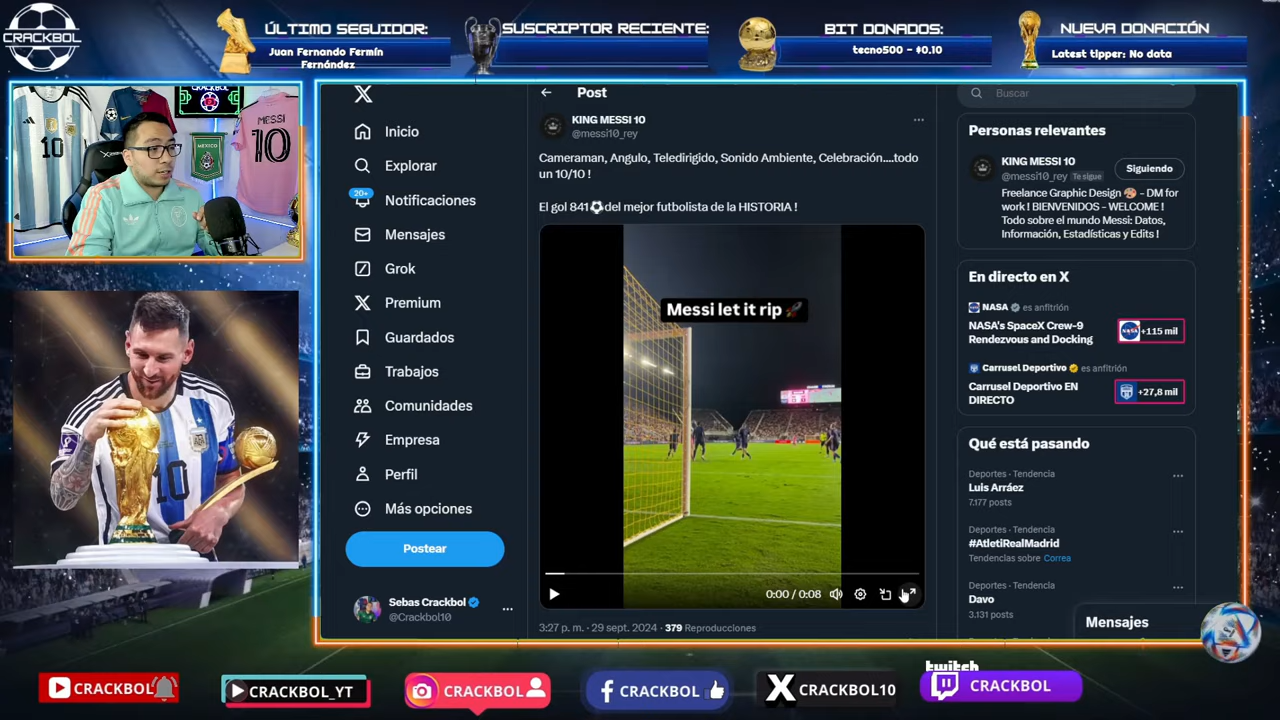 CRACKBOL
ÚLTIMO SEGUIDOR:
Juan Fernando Fermín
Fernández
SUSCRIPTOR RECIENTE:
BIT DONADOS:
tecno500 - $0.10
NUEVA DONACIÓN
Latest tipper: No data
CRACKBOL
MEXICO
MESSI
10
10
Inicio
Explorar
20+
Notificaciones
Mensajes
Grok
Premium
Guardados
Trabajos
Comunidades
Empresa
Perfil
Más opciones
Postear
Sebas Crackbol
@Crackbol10
Post
KING MESSI 10
@messi10_rey
Cameraman, Angulo, Teledirigido, Sonido Ambiente, Celebración....todo
un 10/10 !
El gol 841⚽del mejor futbolista de la HISTORIA !
Messi let it rip 🚀
0:00 / 0:08
3:27 p. m. · 29 sept. 2024 · 379 Reproducciones
Buscar
Personas relevantes
KING MESSI 10
@messi10_rey Te sigue
Siguiendo
Freelance Graphic Design 🎨 - DM for
work ! BIENVENIDOS - WELCOME !
Todo sobre el mundo Messi: Datos,
Información, Estadísticas y Edits !
En directo en X
NASA es anfitrión
NASA's SpaceX Crew-9
Rendezvous and Docking
+115 mil
Carrusel Deportivo es anfitrión
Carrusel Deportivo EN
DIRECTO
+27,8 mil
Qué está pasando
Deportes · Tendencia
Luis Arráez
7.177 posts
Deportes · Tendencia
#AtletiRealMadrid
Tendencias sobre Correa
Deportes · Tendencia
Davo
3.131 posts
Mensajes
10
CRACKBOL
CRACKBOL_YT
CRACKBOL
CRACKBOL
CRACKBOL10
twitch
CRACKBOL